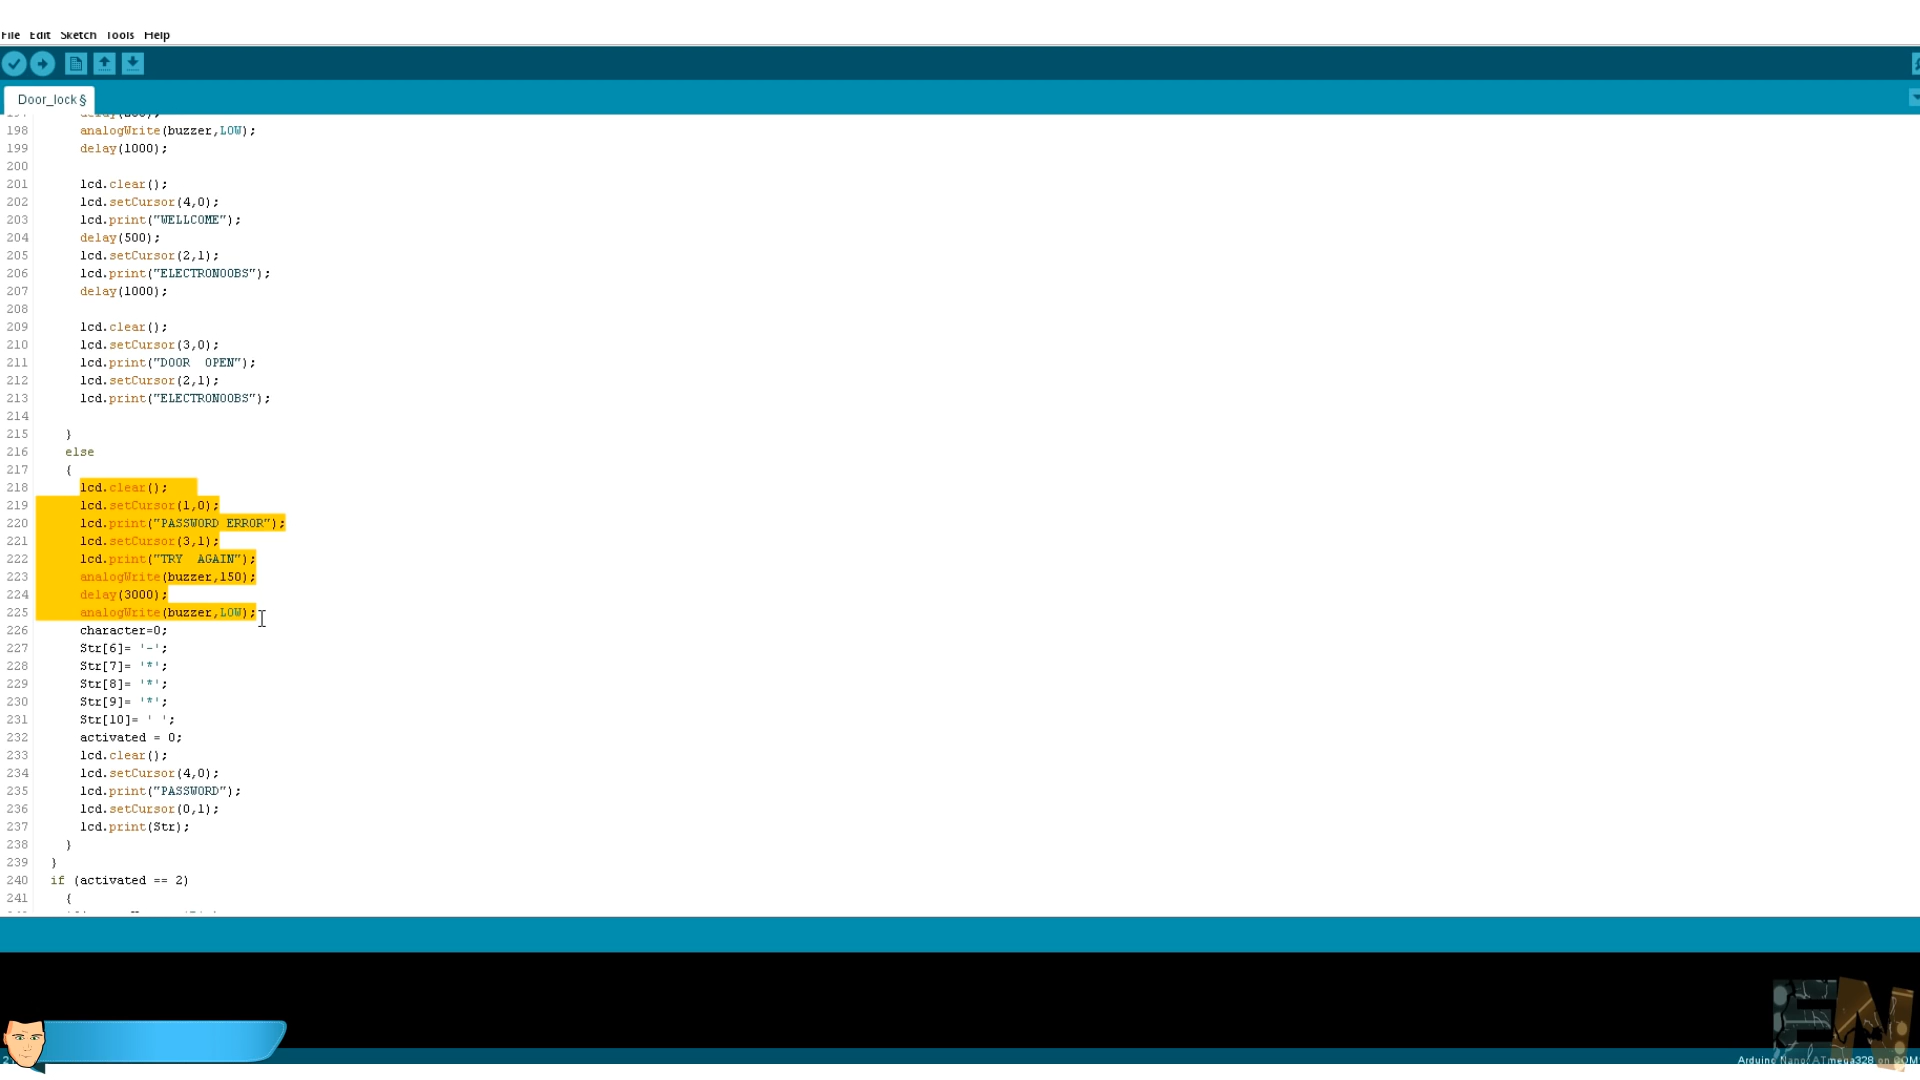 File Edit Sketch Tools Help
Door_lock §
198 analogWrite(buzzer,LOW);
199 delay(1000);
200
201 lcd.clear();
202 lcd.setCursor(4,0);
203 lcd.print("WELLCOME");
204 delay(500);
205 lcd.setCursor(2,1);
206 lcd.print("ELECTRONOOBS");
207 delay(1000);
208
209 lcd.clear();
210 lcd.setCursor(3,0);
211 lcd.print("DOOR  OPEN");
212 lcd.setCursor(2,1);
213 lcd.print("ELECTRONOOBS");
214
215 }
216 else
217 {
218 lcd.clear();
219 lcd.setCursor(1,0);
220 lcd.print("PASSWORD ERROR");
221 lcd.setCursor(3,1);
222 lcd.print("TRY  AGAIN");
223 analogWrite(buzzer,150);
224 delay(3000);
225 analogWrite(buzzer,LOW);
226 character=0;
227 Str[6]= '-';
228 Str[7]= '*';
229 Str[8]= '*';
230 Str[9]= '*';
231 Str[10]= ' ';
232 activated = 0;
233 lcd.clear();
234 lcd.setCursor(4,0);
235 lcd.print("PASSWORD");
236 lcd.setCursor(0,1);
237 lcd.print(Str);
238 }
239 }
240 if (activated == 2)
241 {
EN
Arduino Nano, ATmega328 on COM